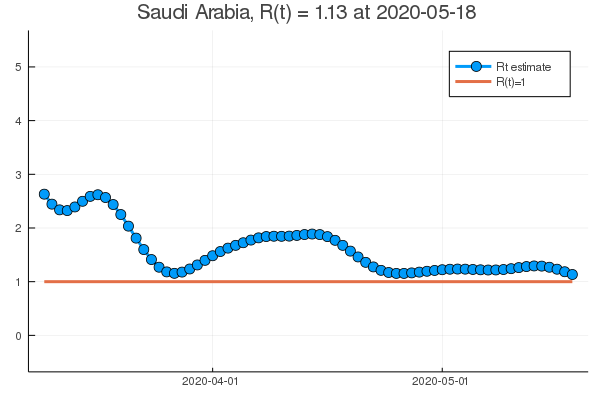 Saudi Arabia, R(t) = 1.13 at 2020-05-18
Rt estimate
R(t)=1
5
4
3
2
1
0
2020-04-01
2020-05-01